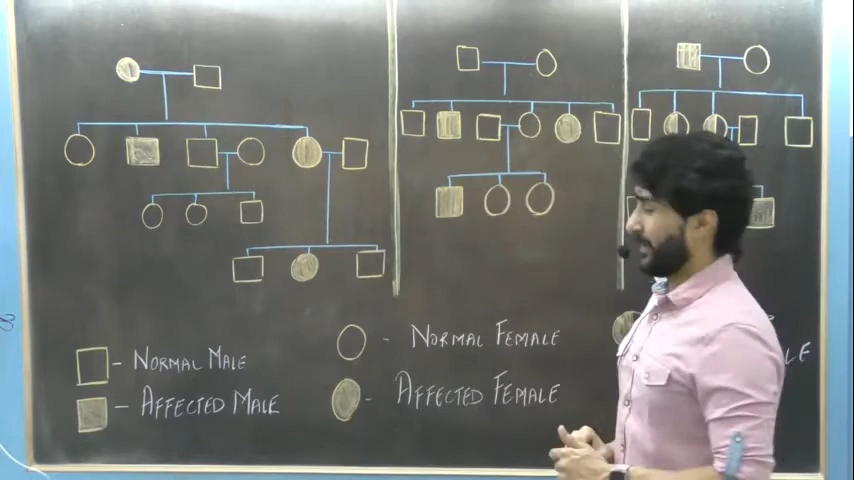 - NORMAL MALE
- AFFECTED MALE
- NORMAL FEMALE
- AFFECTED FEMALE